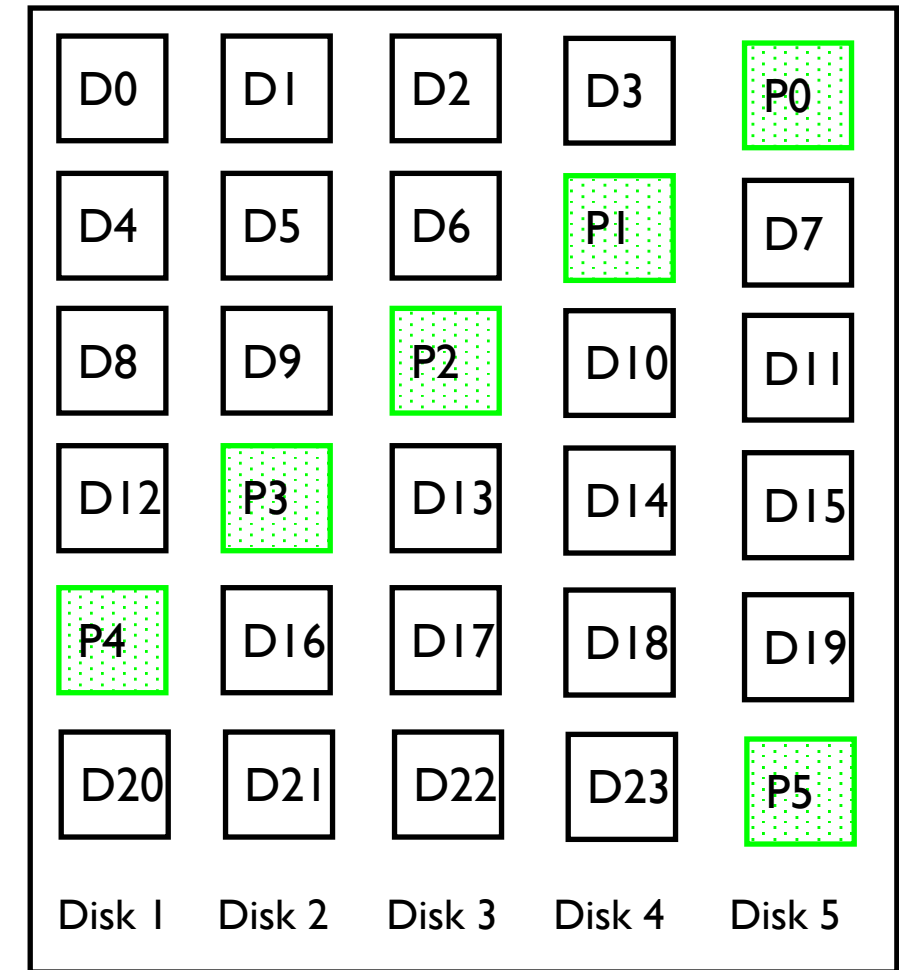 D0 D1 D2 D3 P0
D4 D5 D6 P1 D7
D8 D9 P2 D10 D11
D12 P3 D13 D14 D15
P4 D16 D17 D18 D19
D20 D21 D22 D23 P5
Disk 1 Disk 2 Disk 3 Disk 4 Disk 5